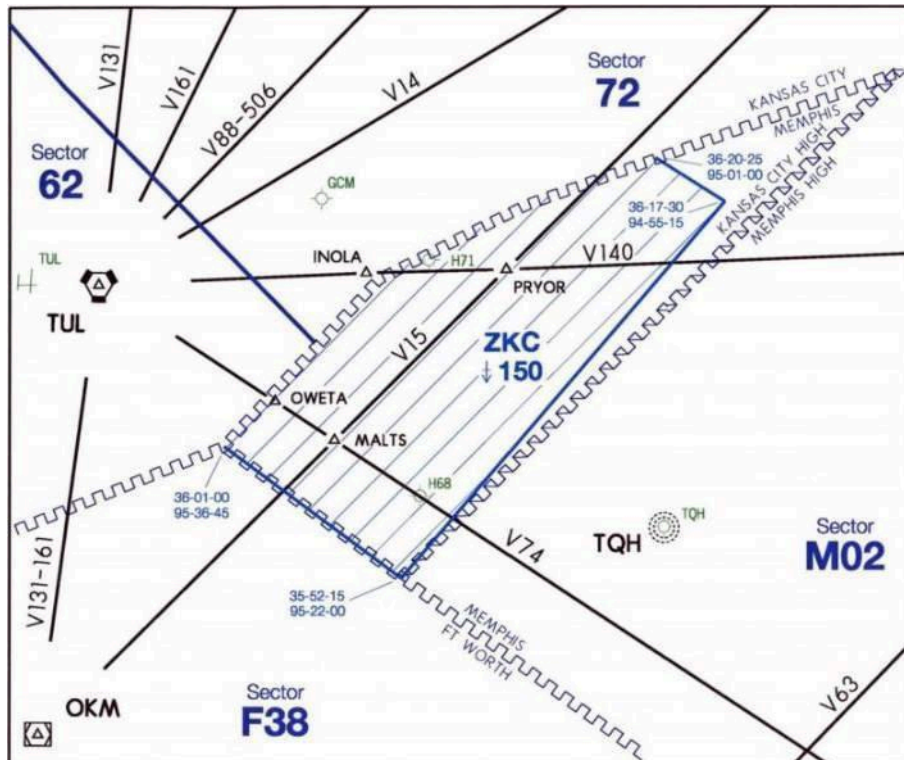 V131
V161
V88-506
V14
Sector
72
KANSAS CITY
MEMPHIS
KANSAS CITY HIGH
MEMPHIS HIGH
Sector
62
GCM
36-20-25
95-01-00
36-17-30
94-55-15
TUL
TUL
INOLA
H71
PRYOR
V140
V15
ZKC
↓150
OWETA
MALTS
36-01-00
95-36-45
H68
V74
TQH
TQH
Sector
M02
V131-161
35-52-15
95-22-00
MEMPHIS
FT WORTH
OKM
Sector
F38
V63